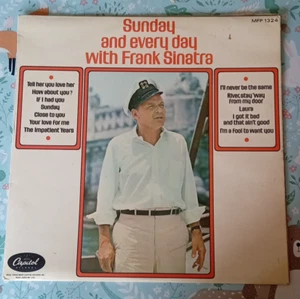 MFP 1324
Sunday
and every day
with Frank Sinatra
Tell her you love her
How about you?
If I had you
Sunday
Close to you
Your love for me
The Impatient Years
I'll never be the same
River, stay 'way
from my door
Laura
I got it bad
and that ain't good
I'm a fool to want you
Capitol